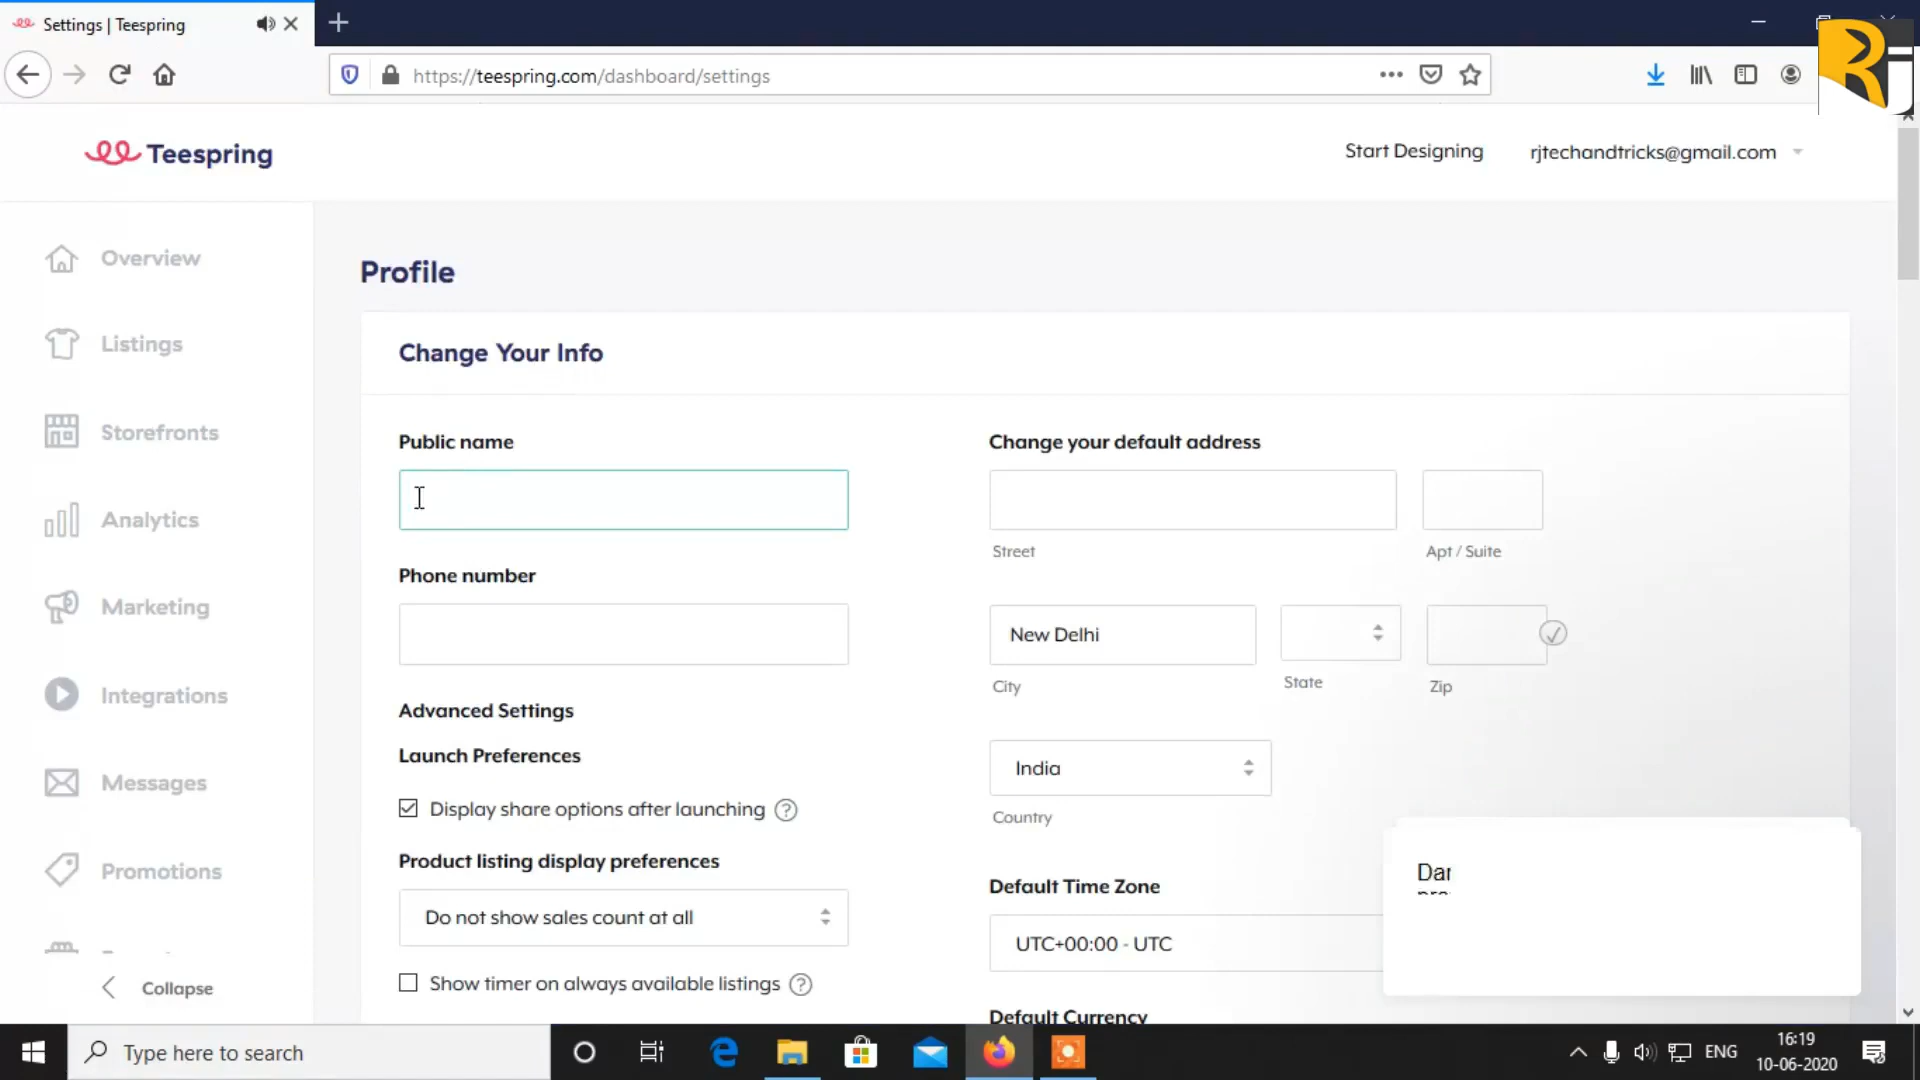 Settings | Teespring
https://teespring.com/dashboard/settings
RJ
Teespring
Start Designing
rjtechandtricks@gmail.com
Overview
Listings
Storefronts
Analytics
Marketing
Integrations
Messages
Promotions
Collapse
Profile
Change Your Info
Public name
Phone number
Advanced Settings
Launch Preferences
Display share options after launching ?
Product listing display preferences
Do not show sales count at all
Show timer on always available listings ?
Change your default address
Street
Apt / Suite
New Delhi
City
State
Zip
India
Country
Default Time Zone
UTC+00:00 - UTC
Default Currency
Type here to search
ENG
16:19
10-06-2020